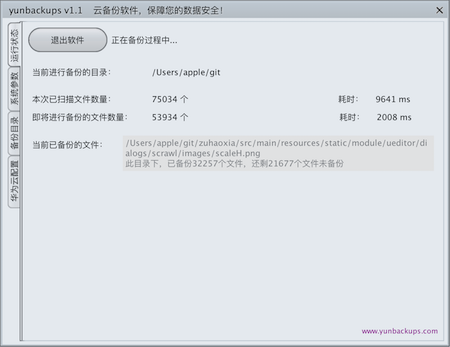 yunbackups v1.1 云备份软件，保障您的数据安全！
运行状态
系统参数
备份目录
华为云配置
退出软件 正在备份过程中...
当前进行备份的目录： /Users/apple/git
本次已扫描文件数量： 75034 个 耗时： 9641 ms
即将进行备份的文件数量： 53934 个 耗时： 2008 ms
当前已备份的文件： /Users/apple/git/zuhaoxia/src/main/resources/static/module/ueditor/di
alogs/scrawl/images/scaleH.png
此目录下，已备份32257个文件，还剩21677个文件未备份
www.yunbackups.com